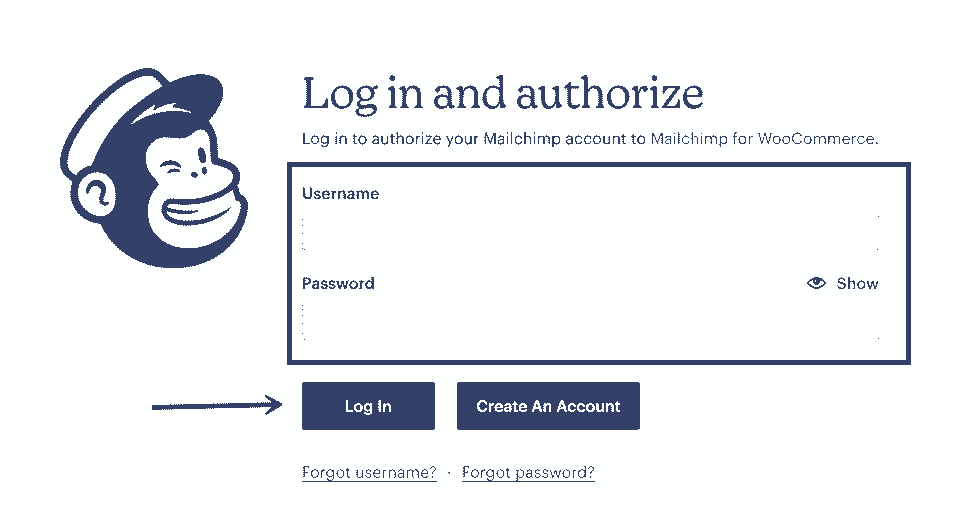 Log in and authorize
Log in to authorize your Mailchimp account to Mailchimp for WooCommerce.
Username
Password Show
Log In Create An Account
Forgot username? · Forgot password?